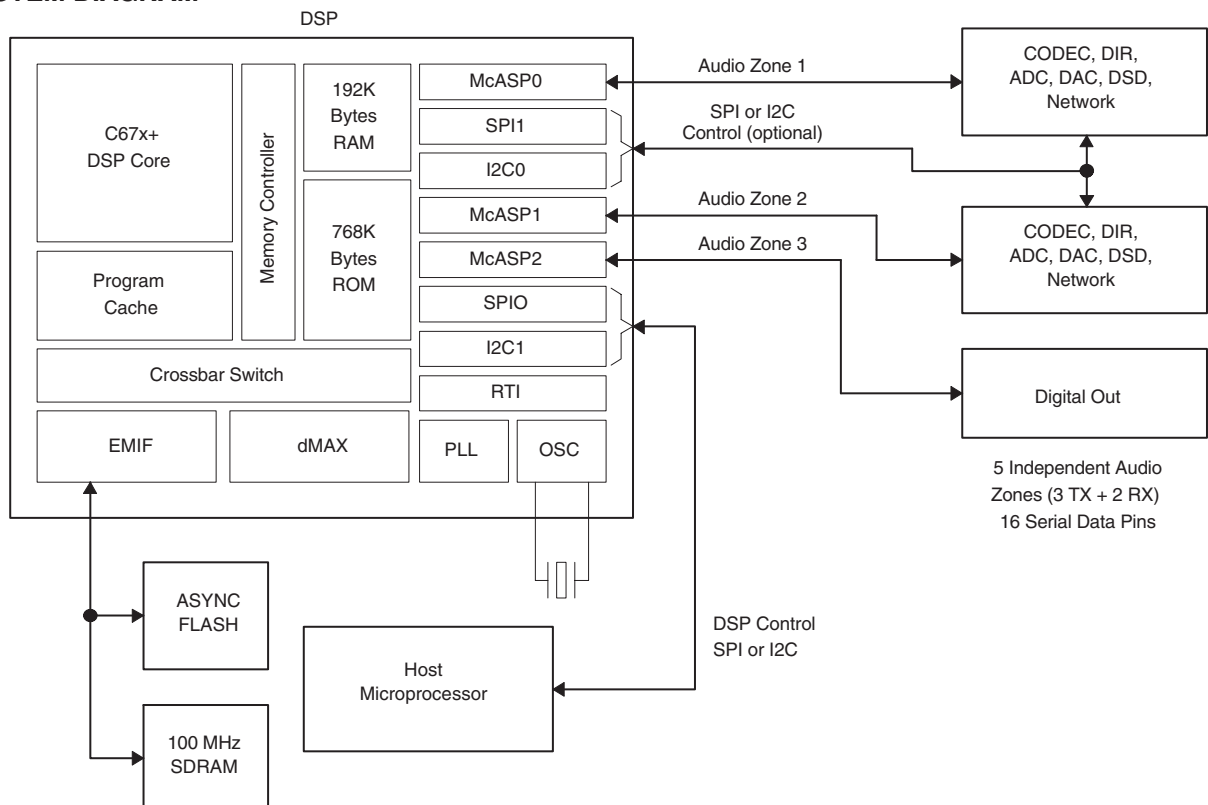 DSP
C67x+
DSP Core
Program
Cache
Memory Controller
192K
Bytes
RAM
768K
Bytes
ROM
Crossbar Switch
EMIF
dMAX
McASP0
SPI1
I2C0
McASP1
McASP2
SPIO
I2C1
RTI
PLL
OSC
Audio Zone 1
SPI or I2C
Control (optional)
Audio Zone 2
Audio Zone 3
CODEC, DIR,
ADC, DAC, DSD,
Network
CODEC, DIR,
ADC, DAC, DSD,
Network
Digital Out
5 Independent Audio
Zones (3 TX + 2 RX)
16 Serial Data Pins
ASYNC
FLASH
100 MHz
SDRAM
Host
Microprocessor
DSP Control
SPI or I2C